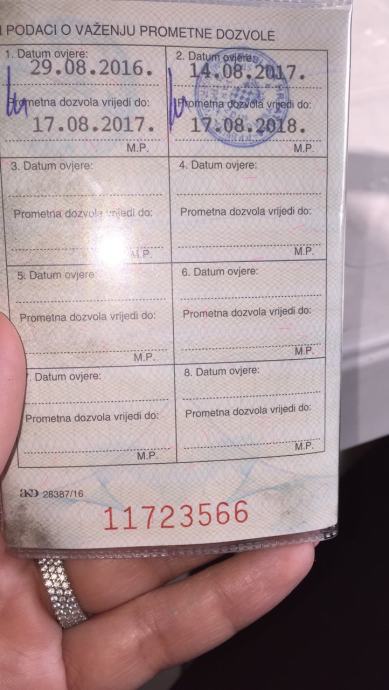 I PODACI O VAŽENJU PROMETNE DOZVOLE
1. Datum ovjere:
29.08.2016.
Prometna dozvola vrijedi do:
17.08.2017.
M.P.
2. Datum ovjere:
14.08.2017.
Prometna dozvola vrijedi do:
17.08.2018.
M.P.
3. Datum ovjere:
Prometna dozvola vrijedi do:
M.P.
4. Datum ovjere:
Prometna dozvola vrijedi do:
M.P.
5. Datum ovjere:
Prometna dozvola vrijedi do:
M.P.
6. Datum ovjere:
Prometna dozvola vrijedi do:
M.P.
7. Datum ovjere:
Prometna dozvola vrijedi do:
M.P.
8. Datum ovjere:
Prometna dozvola vrijedi do:
M.P.
AKD 28387/16
11723566